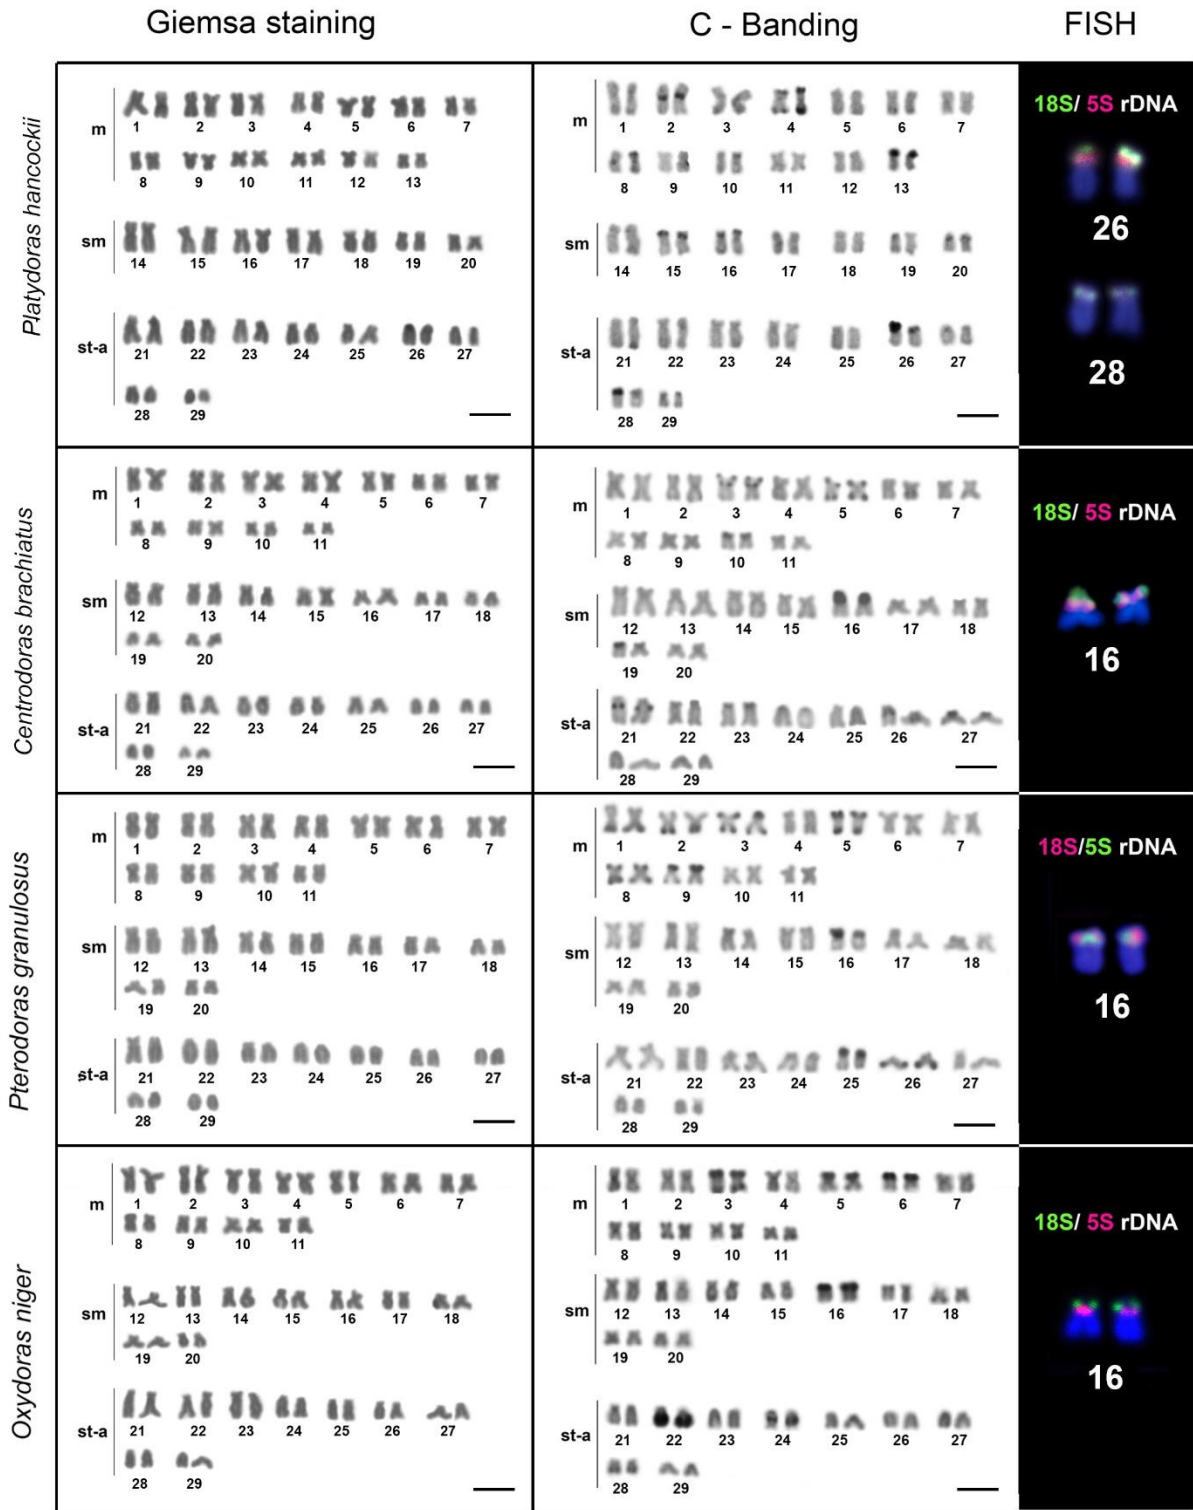 Giemsa staining
C - Banding
FISH
Platydoras hancockii
m
1 2 3 4 5 6 7
8 9 10 11 12 13
sm
14 15 16 17 18 19 20
st-a
21 22 23 24 25 26 27
28 29
m
1 2 3 4 5 6 7
8 9 10 11 12 13
sm
14 15 16 17 18 19 20
st-a
21 22 23 24 25 26 27
28 29
18S/ 5S rDNA
26
28
Centrodoras brachiatus
m
1 2 3 4 5 6 7
8 9 10 11
sm
12 13 14 15 16 17 18
19 20
st-a
21 22 23 24 25 26 27
28 29
m
1 2 3 4 5 6 7
8 9 10 11
sm
12 13 14 15 16 17 18
19 20
st-a
21 22 23 24 25 26 27
28 29
18S/ 5S rDNA
16
Pterodoras granulosus
m
1 2 3 4 5 6 7
8 9 10 11
sm
12 13 14 15 16 17 18
19 20
st-a
21 22 23 24 25 26 27
28 29
m
1 2 3 4 5 6 7
8 9 10 11
sm
12 13 14 15 16 17 18
19 20
st-a
21 22 23 24 25 26 27
28 29
18S/5S rDNA
16
Oxydoras niger
m
1 2 3 4 5 6 7
8 9 10 11
sm
12 13 14 15 16 17 18
19 20
st-a
21 22 23 24 25 26 27
28 29
m
1 2 3 4 5 6 7
8 9 10 11
sm
12 13 14 15 16 17 18
19 20
st-a
21 22 23 24 25 26 27
28 29
18S/ 5S rDNA
16